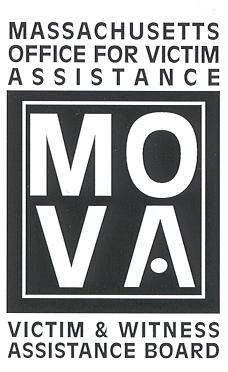 MASSACHUSETTS
OFFICE FOR VICTIM
ASSISTANCE
MO
VA
VICTIM & WITNESS
ASSISTANCE BOARD